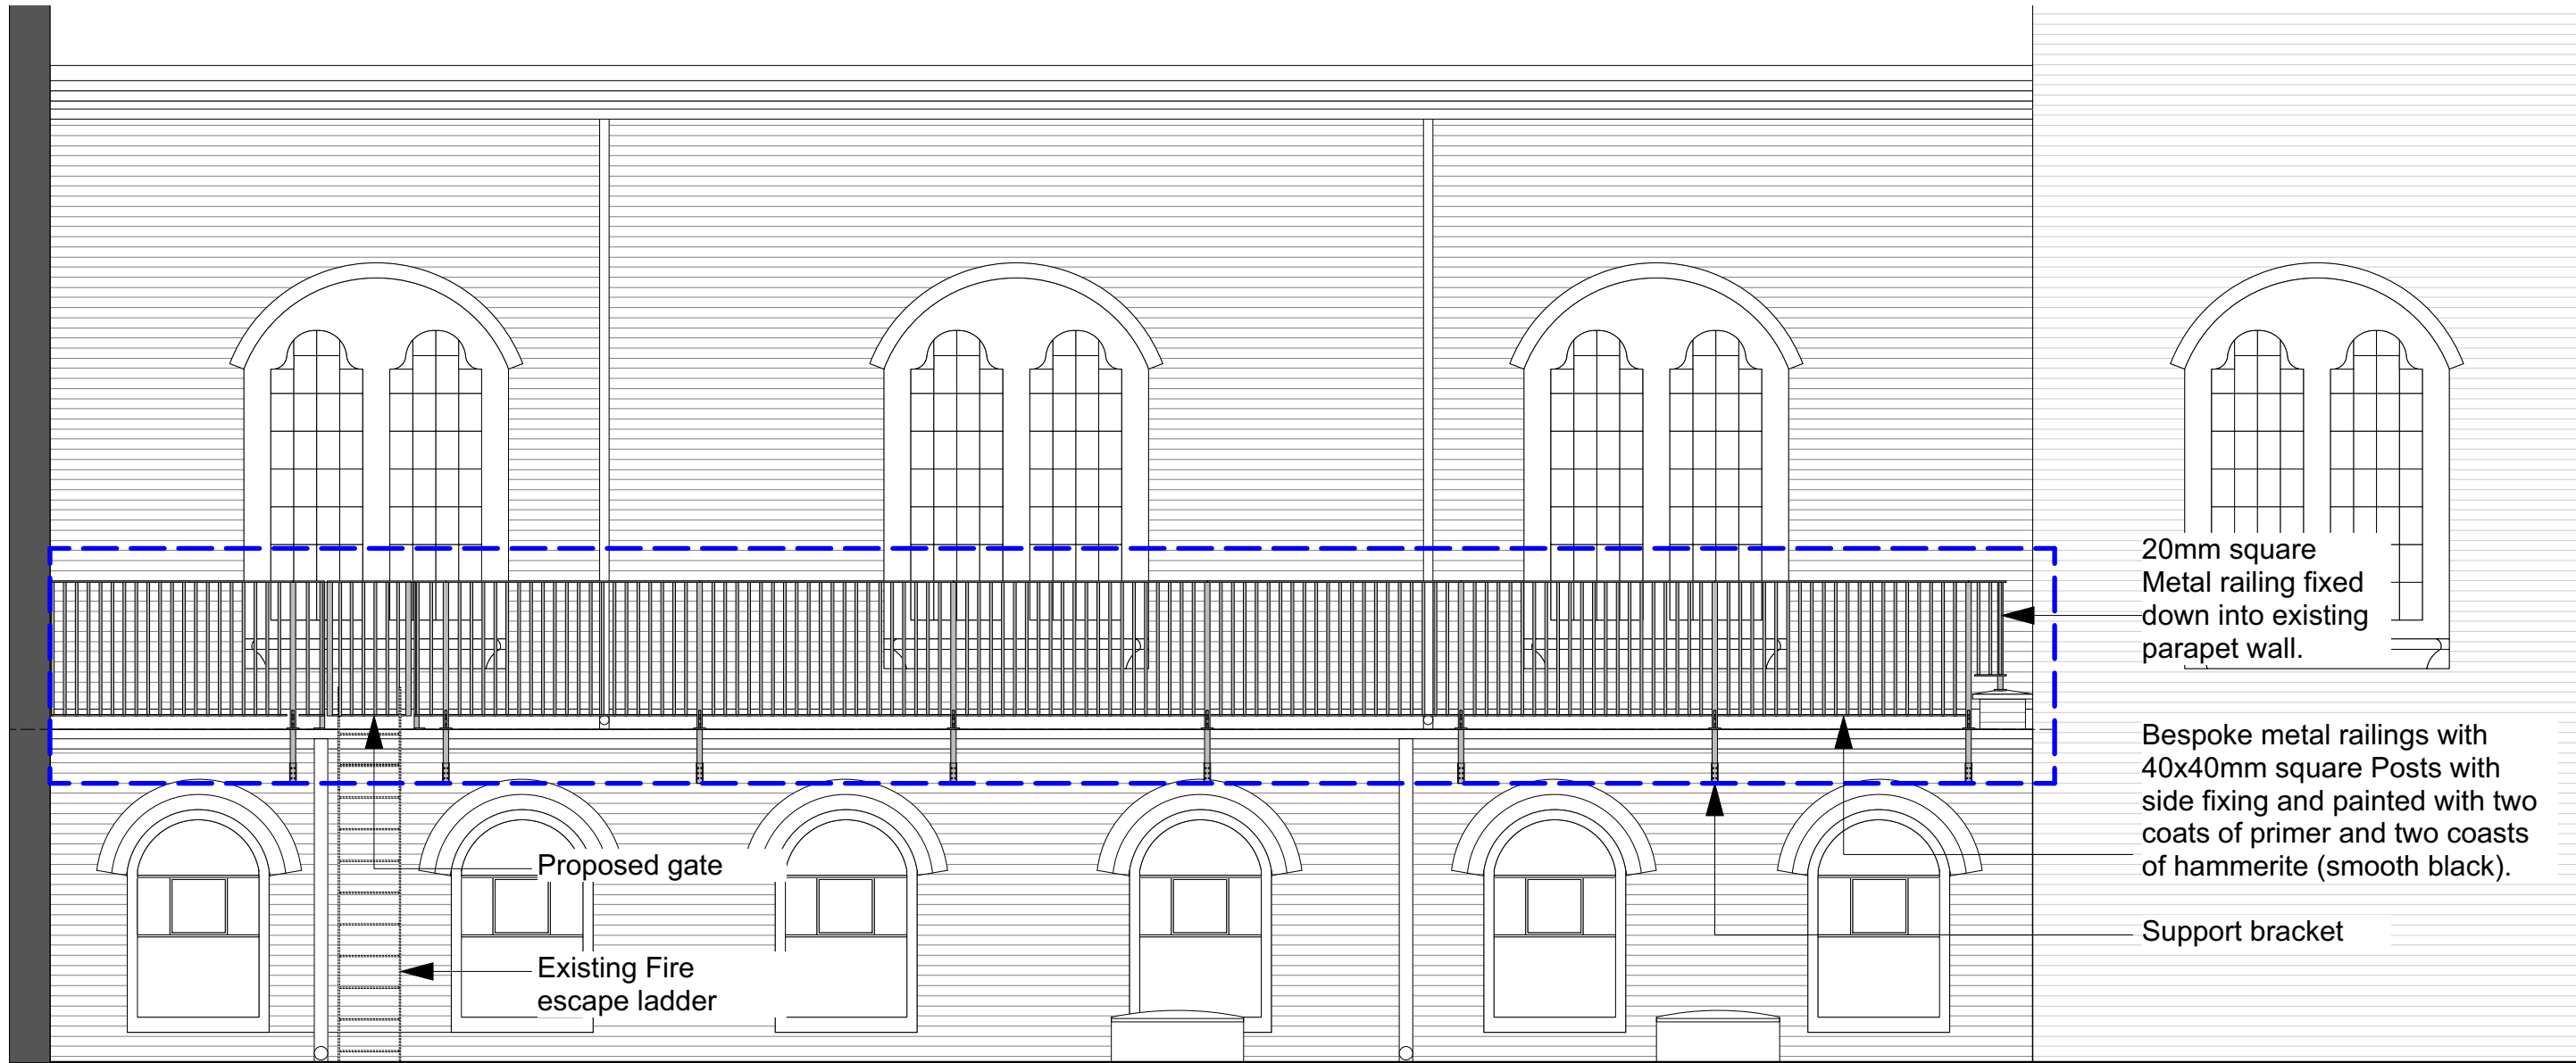 20mm square
Metal railing fixed
down into existing
parapet wall.
Bespoke metal railings with
40x40mm square Posts with
side fixing and painted with two
coats of primer and two coasts
of hammerite (smooth black).
Proposed gate
Support bracket
Existing Fire
escape ladder